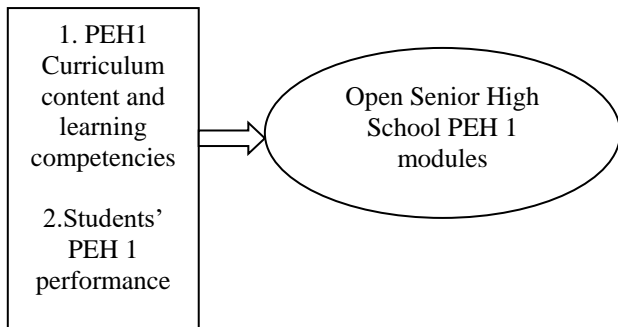 1. PEH1
Curriculum
content and
learning
competencies
2.Students’
PEH 1
performance
Open Senior High
School PEH 1
modules